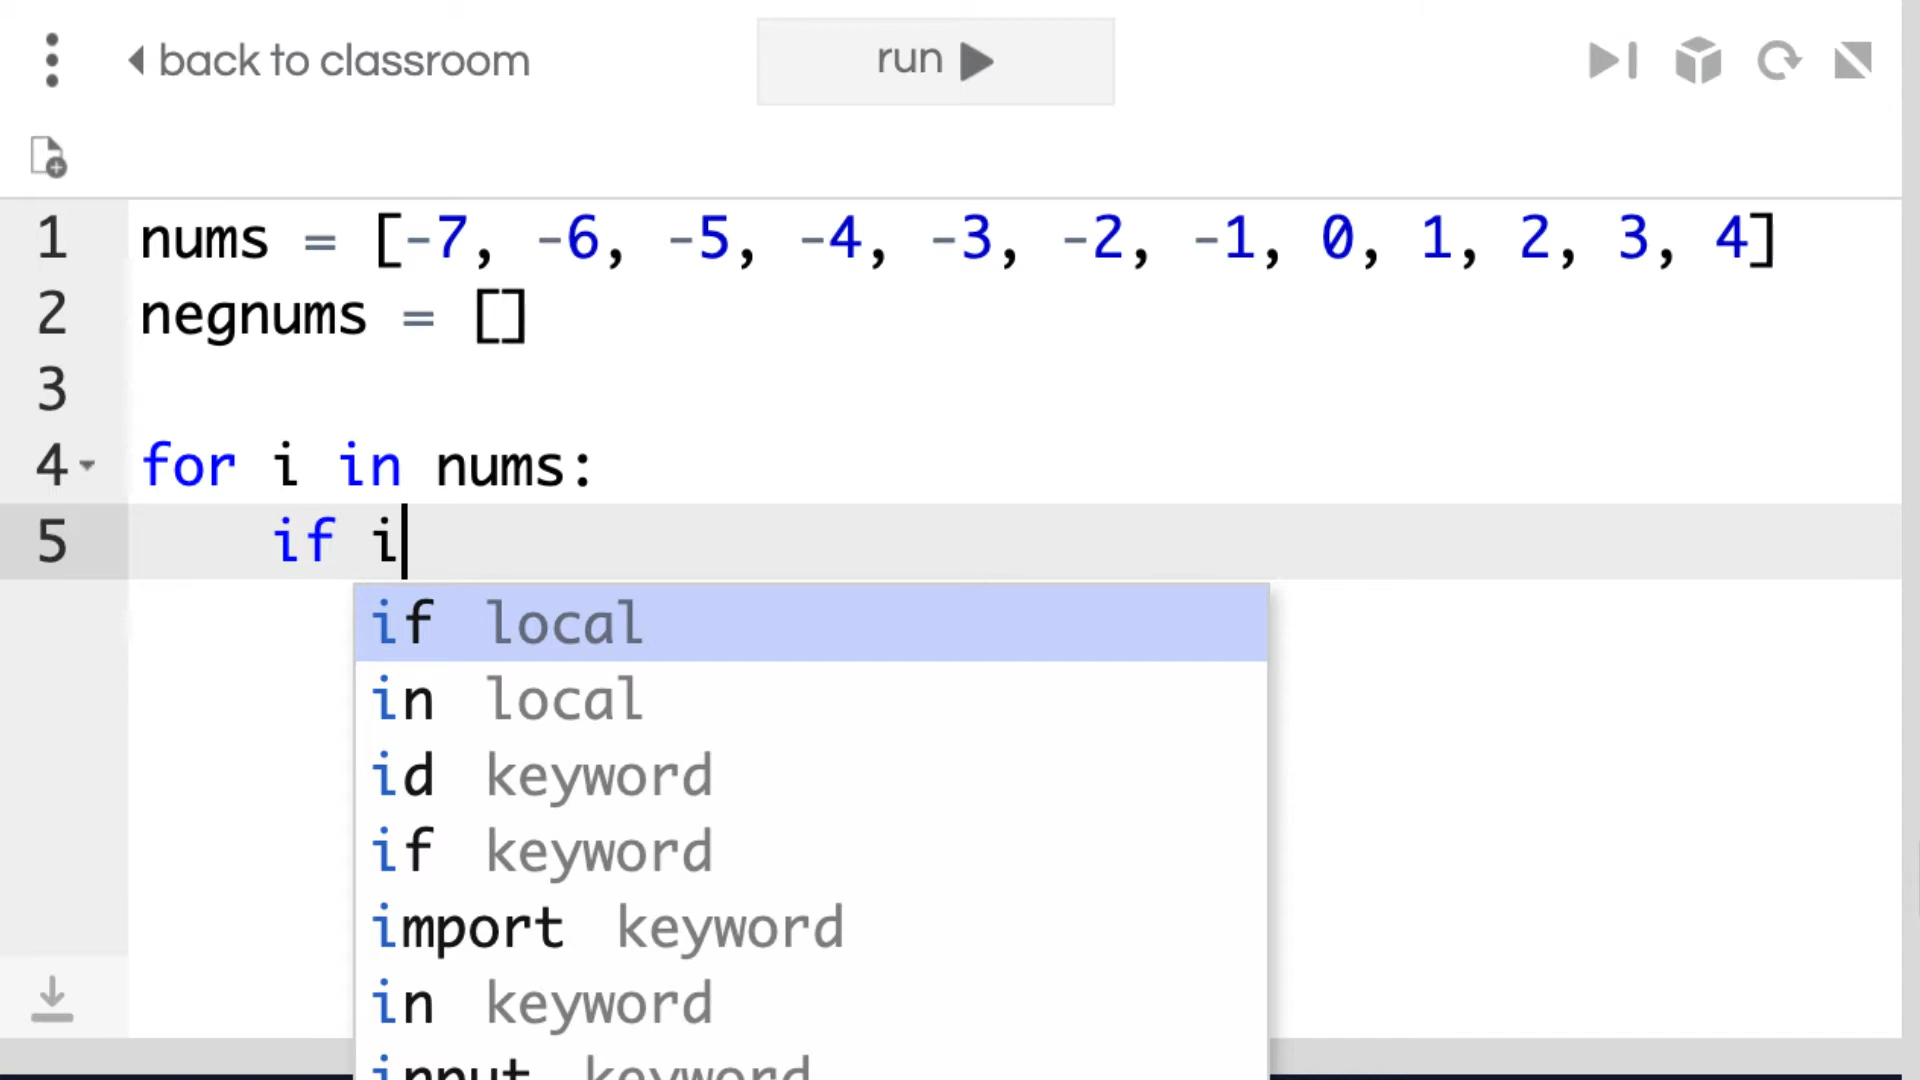 back to classroom
run
1 nums = [-7, -6, -5, -4, -3, -2, -1, 0, 1, 2, 3, 4]
2 negnums = []
3
4 for i in nums:
5 if i
if local
in local
id keyword
if keyword
import keyword
in keyword
input keyword